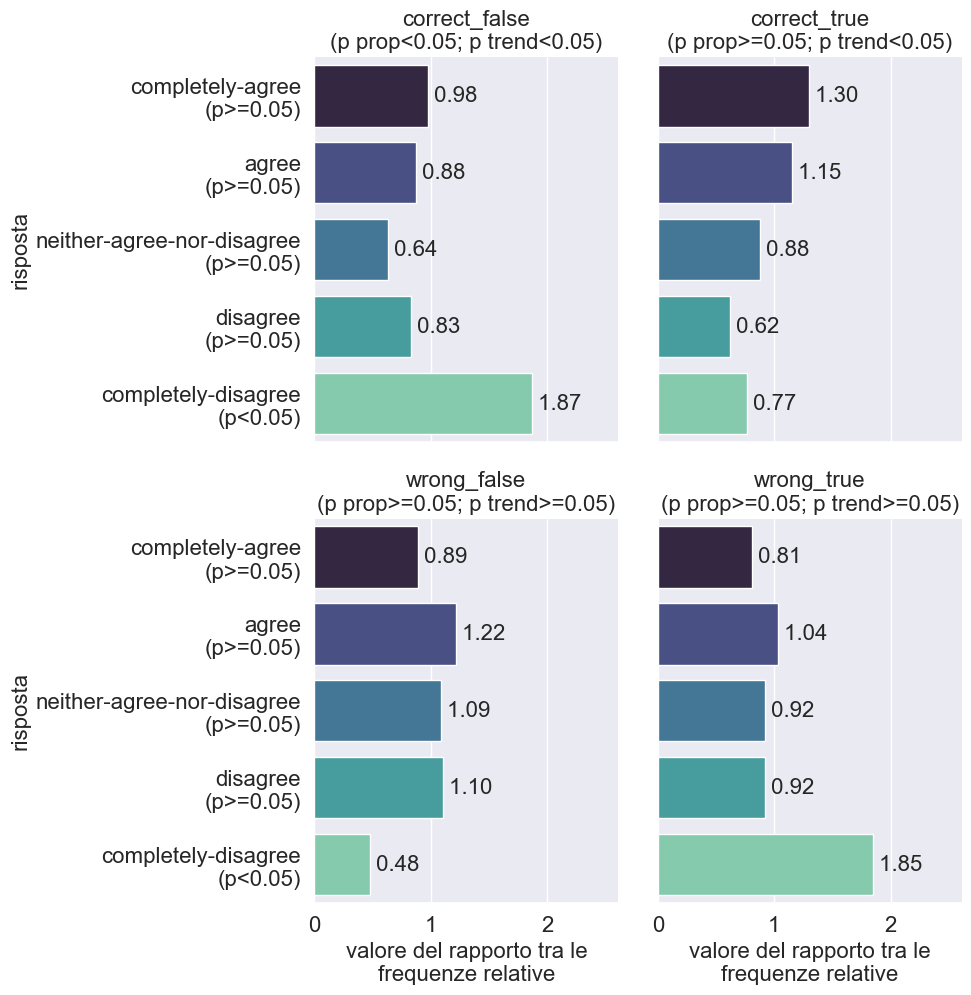 correct_false
(p prop<0.05; p trend<0.05)
correct_true
(p prop>=0.05; p trend<0.05)
risposta
completely-agree
(p>=0.05)
0.98
1.30
agree
(p>=0.05)
0.88
1.15
neither-agree-nor-disagree
(p>=0.05)
0.64
0.88
disagree
(p>=0.05)
0.83
0.62
completely-disagree
(p<0.05)
1.87
0.77
wrong_false
(p prop>=0.05; p trend>=0.05)
wrong_true
(p prop>=0.05; p trend>=0.05)
risposta
completely-agree
(p>=0.05)
0.89
0.81
agree
(p>=0.05)
1.22
1.04
neither-agree-nor-disagree
(p>=0.05)
1.09
0.92
disagree
(p>=0.05)
1.10
0.92
completely-disagree
(p<0.05)
0.48
1.85
0 1 2
0 1 2
valore del rapporto tra le
frequenze relative
valore del rapporto tra le
frequenze relative